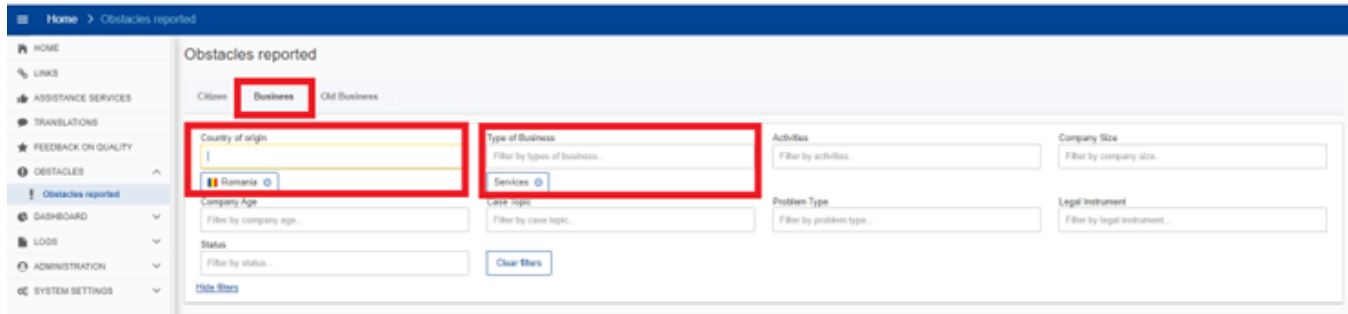 Home > Obstacles reported
HOME
LINKS
ASSISTANCE SERVICES
TRANSLATIONS
FEEDBACK ON QUALITY
OBSTACLES
Obstacles reported
DASHBOARD
LOGS
ADMINISTRATION
SYSTEM SETTINGS
Obstacles reported
Citizen Business Old Business
Country of origin Type of Business Activities Company Size
Filter by types of business... Filter by activities.. Filter by company size..
Romania Services
Company Age Case Topic Problem Type Legal Instrument
Filter by company age.. Filter by case topic.. Filter by problem type.. Filter by legal instrument...
Status
Filter by status... Clear filters
Hide filters